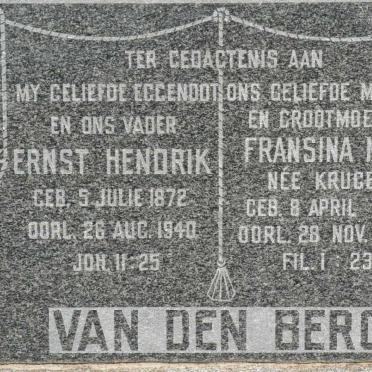 TER GEDACTENIS AAN
MY GELIEFDE EGGENOOT
EN ONS VADER
ERNST HENDRIK
GEB. 5 JULIE 1872
OORL. 26 AUG. 1940
JOH. 11:25
ONS GELIEFDE
EN GROOTMOE
FRANSINA
NÉE KRUGE
GEB. 8 APRIL
OORL. 28 NOV.
FIL. 1 23
VAN DEN BERG